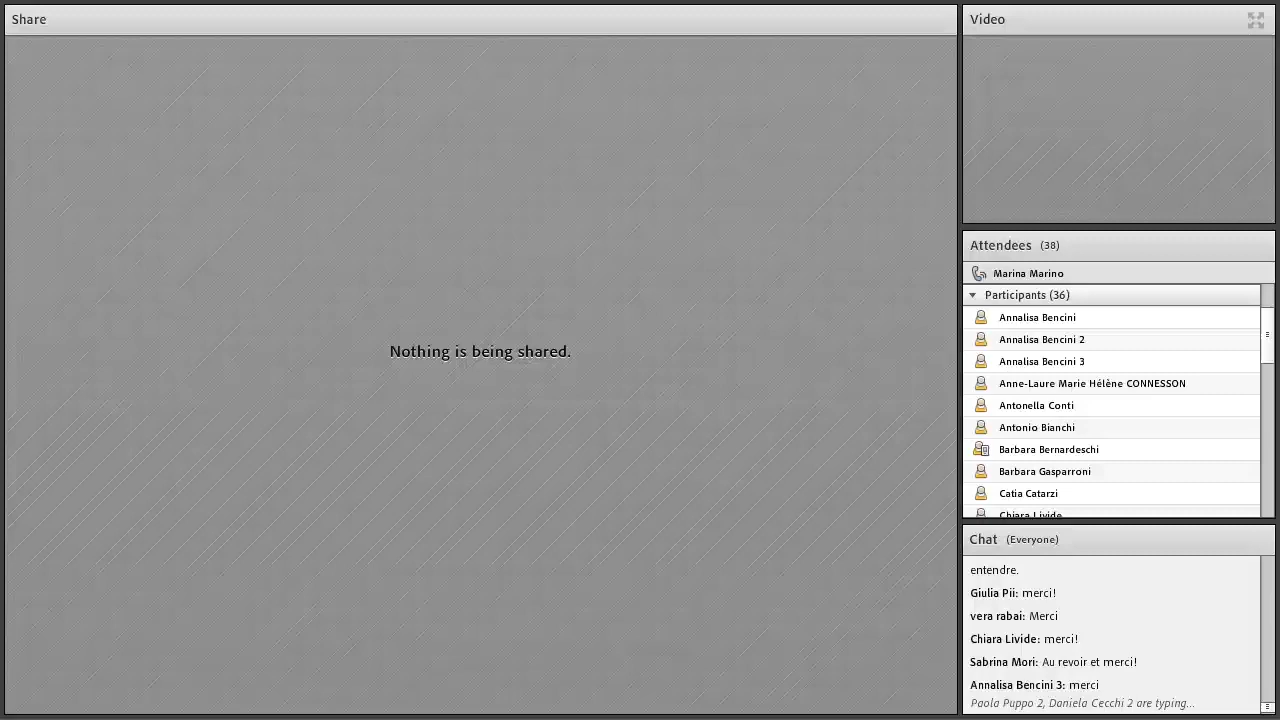 Share
Nothing is being shared.
Video
Attendees (38)
Marina Marino
Participants (36)
Annalisa Bencini
Annalisa Bencini 2
Annalisa Bencini 3
Anne-Laure Marie Hélène CONNESSON
Antonella Conti
Antonio Bianchi
Barbara Bernardeschi
Barbara Gasparroni
Catia Catarzi
Chiara Livide
Chat (Everyone)
entendre.
Giulia Pii: merci!
vera rabai: Merci
Chiara Livide: merci!
Sabrina Mori: Au revoir et merci!
Annalisa Bencini 3: merci
Paola Puppo 2, Daniela Cecchi 2 are typing...